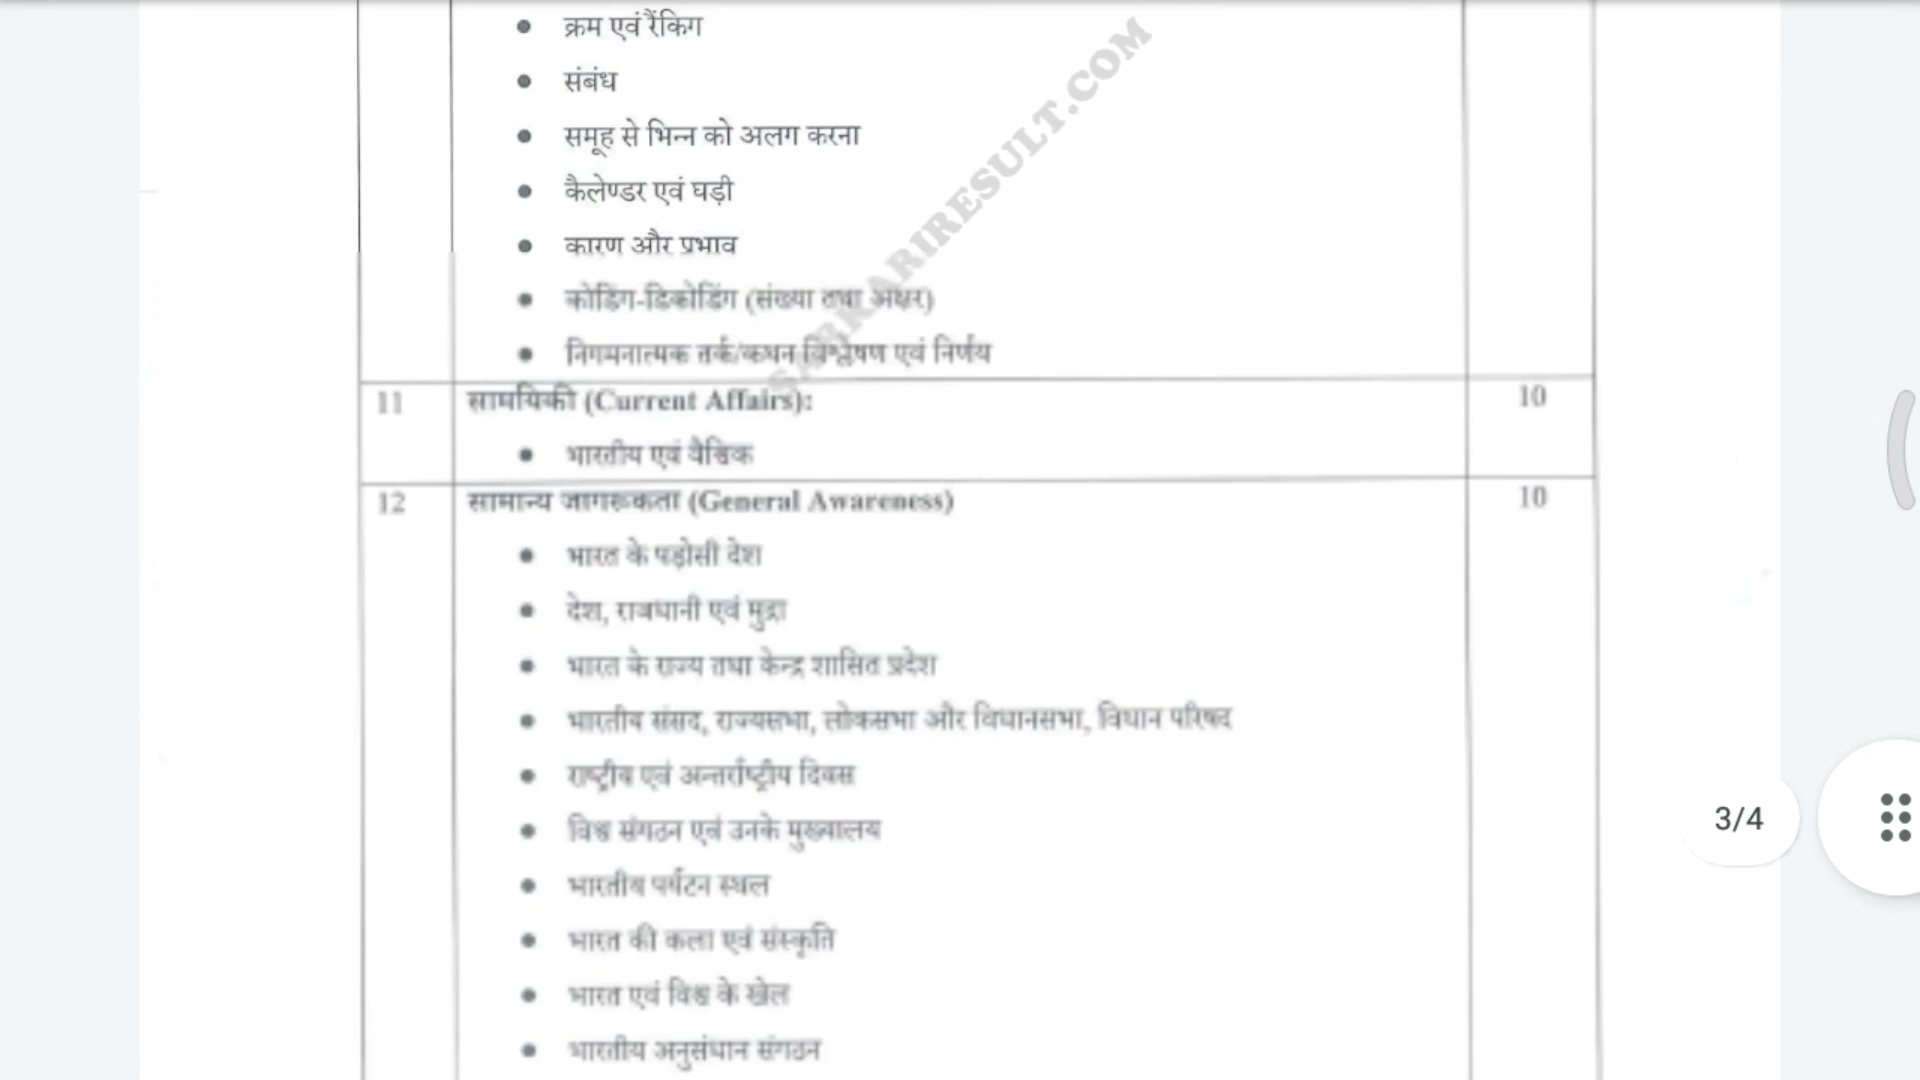 क्रम एवं रैंकिग
संबंध
समूह से भिन्न को अलग करना
कैलेण्डर एवं घड़ी
कारण और प्रभाव
कोडिंग-डिकोडिंग (संख्या तथा अक्षर)
निगमनात्मक तर्क/कथन विश्लेषण एवं निर्णय
SARKARIRESULT.COM
11 सामयिकी (Current Affairs): 10
भारतीय एवं वैश्विक
12 सामान्य जागरूकता (General Awareness) 10
भारत के पड़ोसी देश
देश, राजधानी एवं मुद्रा
भारत के राज्य तथा केन्द्र शासित प्रदेश
भारतीय संसद, राज्यसभा, लोकसभा और विधानसभा, विधान परिषद
राष्ट्रीय एवं अन्तर्राष्ट्रीय दिवस
विश्व संगठन एवं उनके मुख्यालय
भारतीय पर्यटन स्थल
भारत की कला एवं संस्कृति
भारत एवं विश्व के खेल
भारतीय अनुसंधान संगठन
3/4